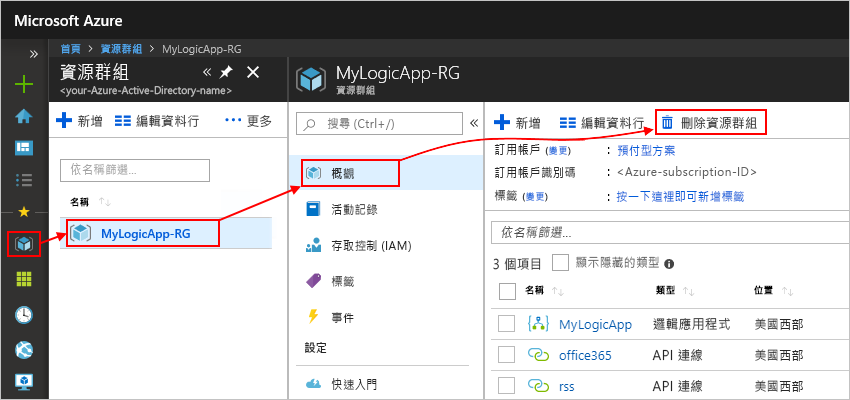 Microsoft Azure
首頁 > 資源群組 > MyLogicApp-RG
資源群組
<your-Azure-Active-Directory-name>
新增 編輯資料行 ••• 更多
依名稱篩選...
名稱
MyLogicApp-RG
MyLogicApp-RG
資源群組
搜尋 (Ctrl+/)
概觀
活動記錄
存取控制 (IAM)
標籤
事件
設定
快速入門
新增 編輯資料行 刪除資源群組
訂用帳戶 (變更) : 預付型方案
訂用帳戶識別碼 : <Azure-subscription-ID>
標籤 (變更) : 按一下這裡即可新增標籤
依名稱篩選...
3 個項目 顯示隱藏的類型
名稱 類型 位置
MyLogicApp 邏輯應用程式 美國西部
office365 API 連線 美國西部
rss API 連線 美國西部